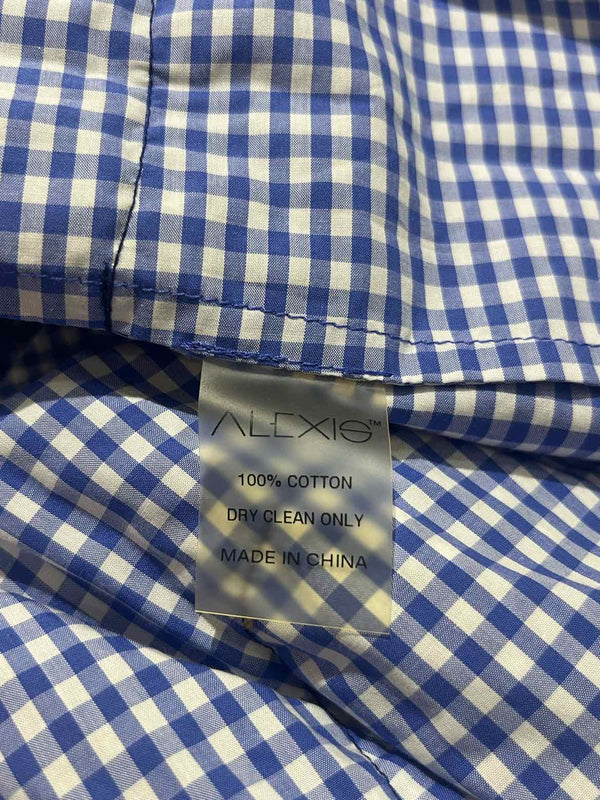 ALEXIS™
100% COTTON
DRY CLEAN ONLY
MADE IN CHINA